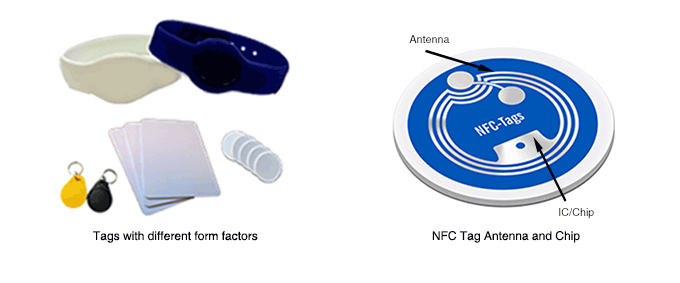 Antenna
NFC-Tags
IC/Chip
Tags with different form factors
NFC Tag Antenna and Chip